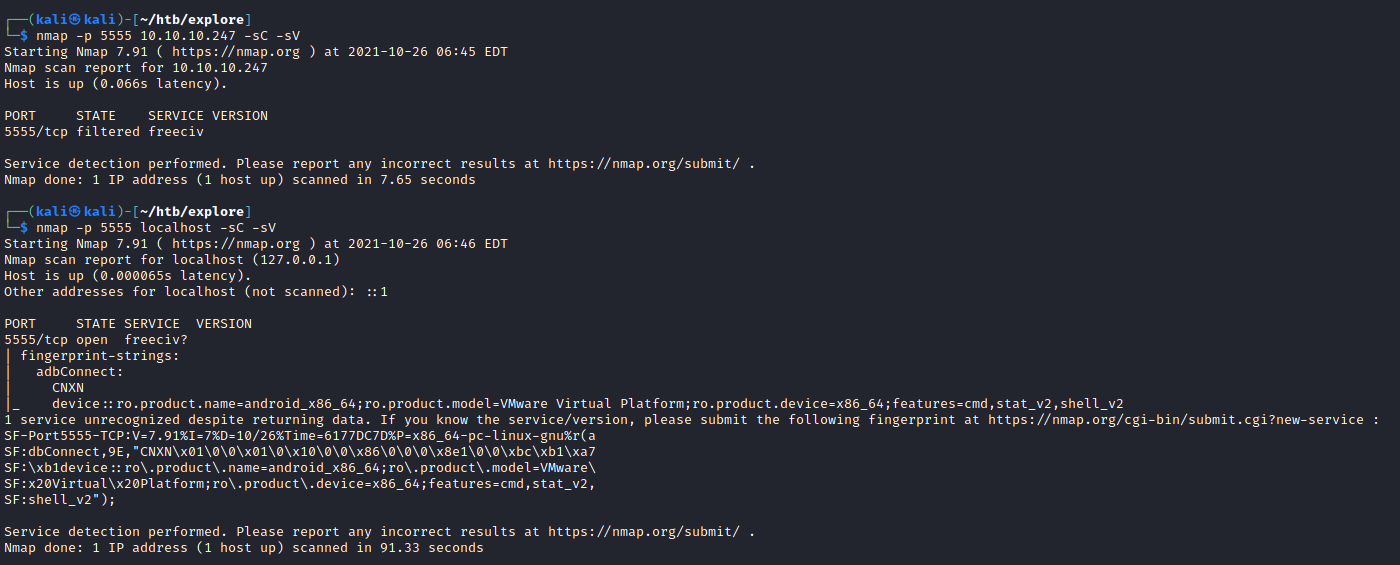 ┌──(kali㉿kali)-[~/htb/explore]
└─$ nmap -p 5555 10.10.10.247 -sC -sV
Starting Nmap 7.91 ( https://nmap.org ) at 2021-10-26 06:45 EDT
Nmap scan report for 10.10.10.247
Host is up (0.066s latency).
PORT     STATE    SERVICE VERSION
5555/tcp filtered freeciv
Service detection performed. Please report any incorrect results at https://nmap.org/submit/ .
Nmap done: 1 IP address (1 host up) scanned in 7.65 seconds
┌──(kali㉿kali)-[~/htb/explore]
└─$ nmap -p 5555 localhost -sC -sV
Starting Nmap 7.91 ( https://nmap.org ) at 2021-10-26 06:46 EDT
Nmap scan report for localhost (127.0.0.1)
Host is up (0.000065s latency).
Other addresses for localhost (not scanned): ::1
PORT     STATE SERVICE  VERSION
5555/tcp open  freeciv?
| fingerprint-strings:
|   adbConnect:
|     CNXN
|_    device::ro.product.name=android_x86_64;ro.product.model=VMware Virtual Platform;ro.product.device=x86_64;features=cmd,stat_v2,shell_v2
1 service unrecognized despite returning data. If you know the service/version, please submit the following fingerprint at https://nmap.org/cgi-bin/submit.cgi?new-service :
SF-Port5555-TCP:V=7.91%I=7%D=10/26%Time=6177DC7D%P=x86_64-pc-linux-gnu%r(a
SF:dbConnect,9E,"CNXN\x01\0\0\x01\0\x10\0\0\x86\0\0\0\x8e1\0\0\xbc\xb1\xa7
SF:\xb1device::ro\.product\.name=android_x86_64;ro\.product\.model=VMware\
SF:x20Virtual\x20Platform;ro\.product\.device=x86_64;features=cmd,stat_v2,
SF:shell_v2");
Service detection performed. Please report any incorrect results at https://nmap.org/submit/ .
Nmap done: 1 IP address (1 host up) scanned in 91.33 seconds